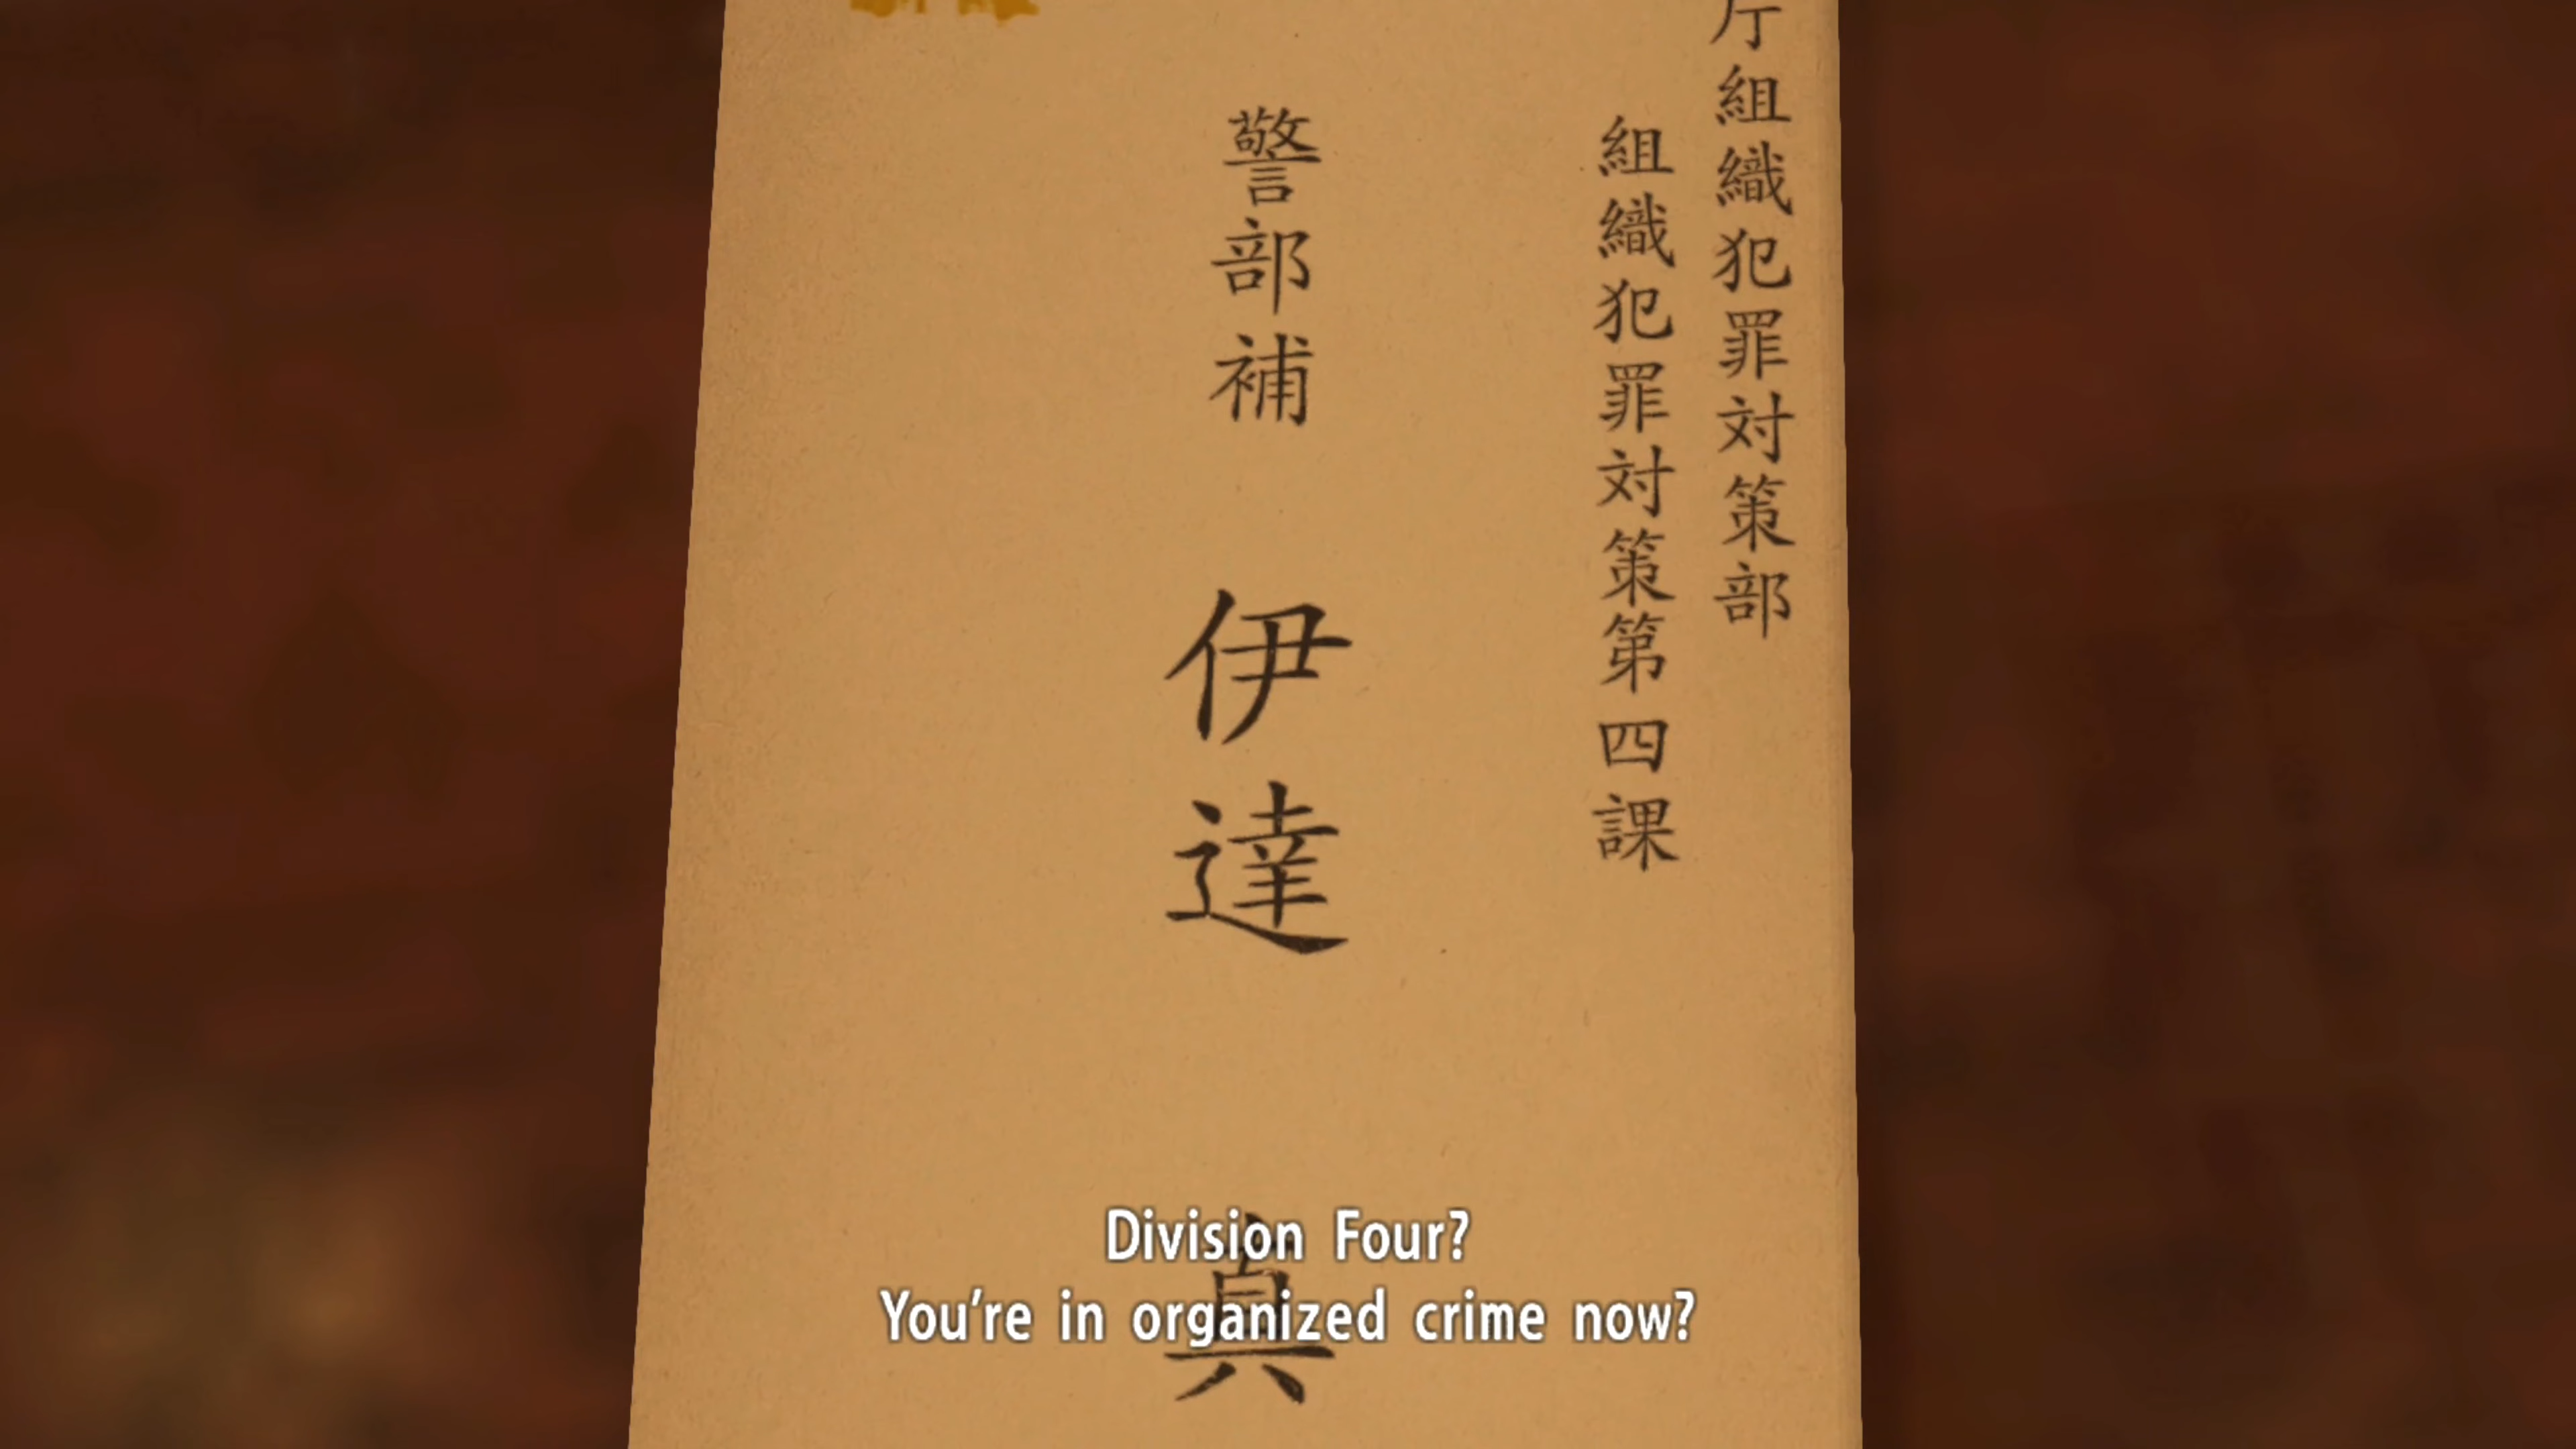 庁組織犯罪対策部
組織犯罪対策第四課
警部補 伊達 真
Division Four?
You're in organized crime now?